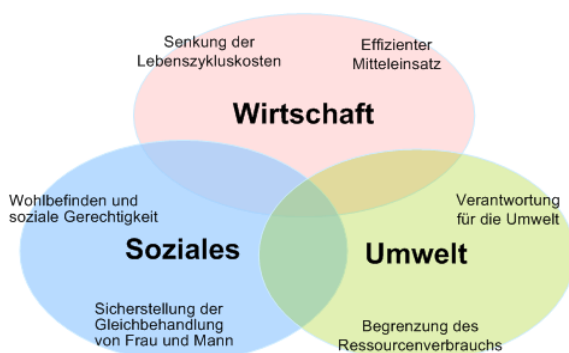 Senkung der
Lebenszykluskosten
Effizienter
Mitteleinsatz
Wirtschaft
Wohlbefinden und
soziale Gerechtigkeit
Soziales
Sicherstellung der
Gleichbehandlung
von Frau und Mann
Verantwortung
für die Umwelt
Umwelt
Begrenzung des
Ressourcenverbrauchs